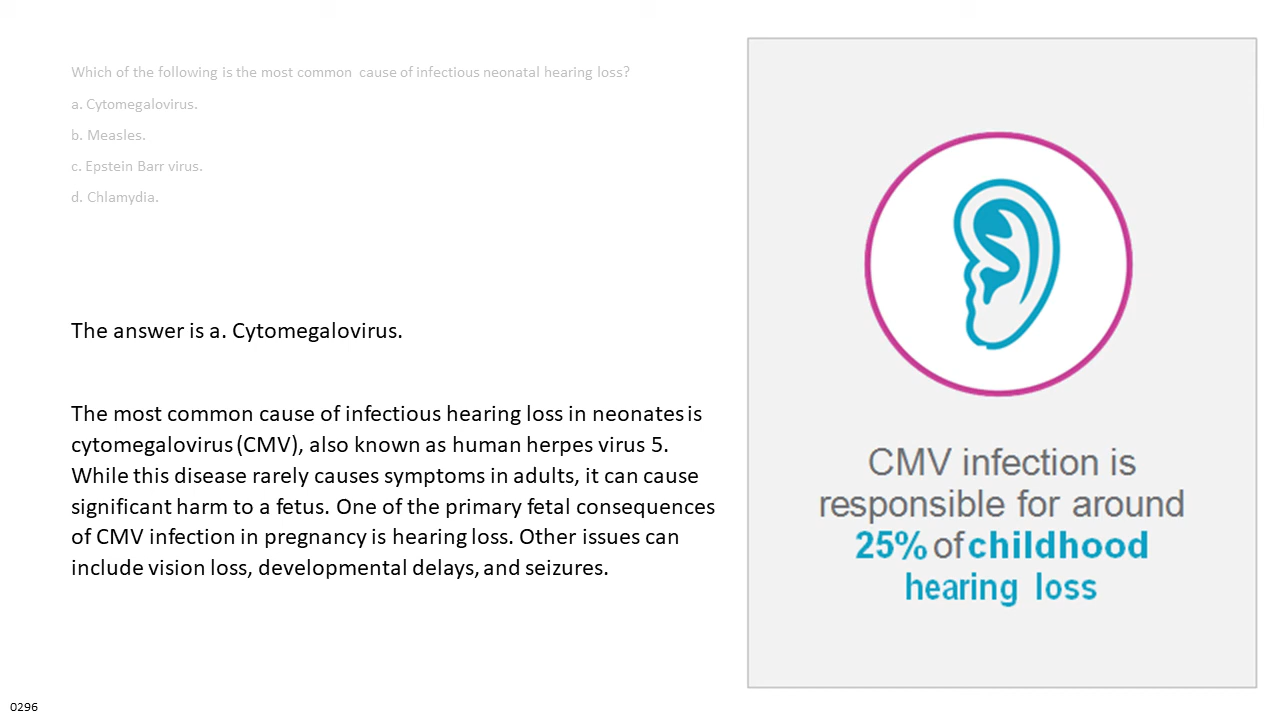 Which of the following is the most common cause of infectious neonatal hearing loss?
a. Cytomegalovirus.
b. Measles.
c. Epstein Barr virus.
d. Chlamydia.
The answer is a. Cytomegalovirus.
The most common cause of infectious hearing loss in neonates is
cytomegalovirus (CMV), also known as human herpes virus 5.
While this disease rarely causes symptoms in adults, it can cause
significant harm to a fetus. One of the primary fetal consequences
of CMV infection in pregnancy is hearing loss. Other issues can
include vision loss, developmental delays, and seizures.
CMV infection is
responsible for around
25% of childhood
hearing loss
0296